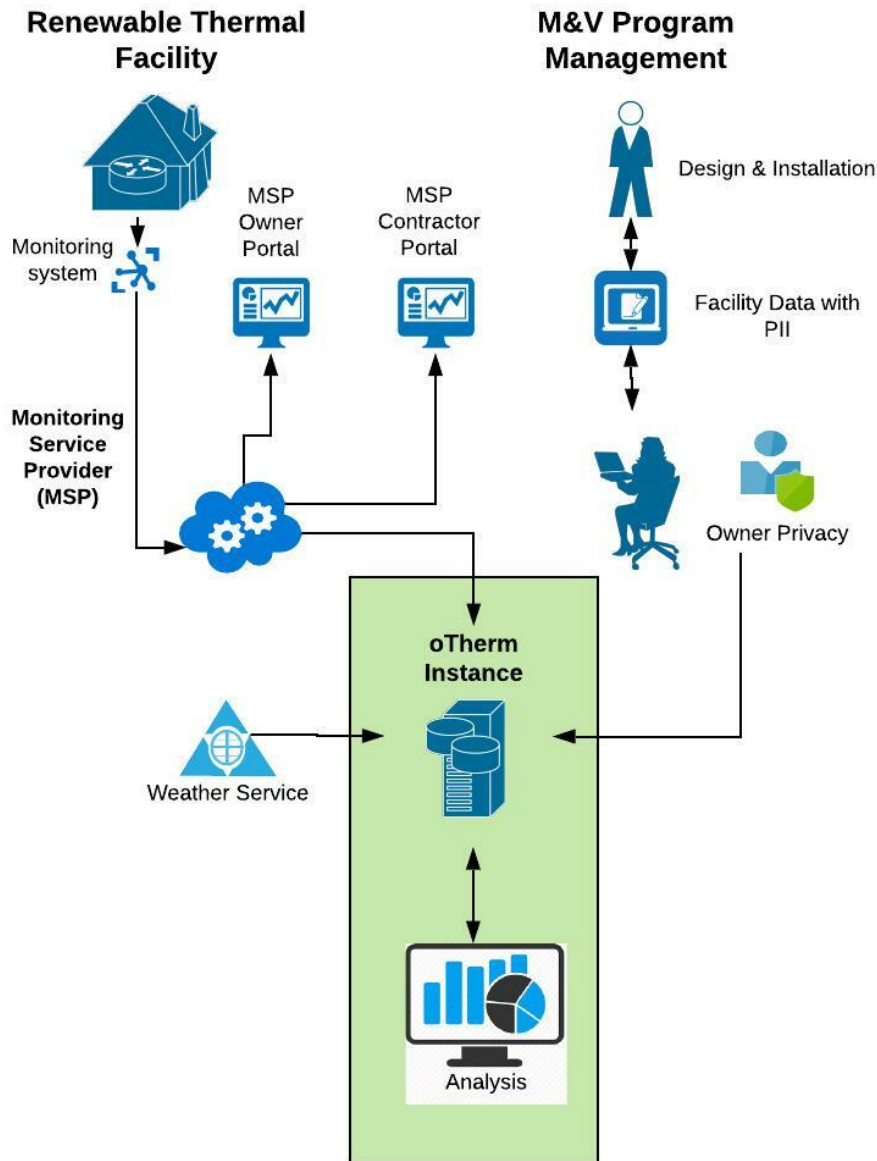 Renewable Thermal
Facility
M&V Program
Management
MSP
Owner
Portal
MSP
Contractor
Portal
Design & Installation
Monitoring
system
Facility Data with
PII
Monitoring
Service
Provider
(MSP)
Owner Privacy
oTherm
Instance
Weather Service
Analysis